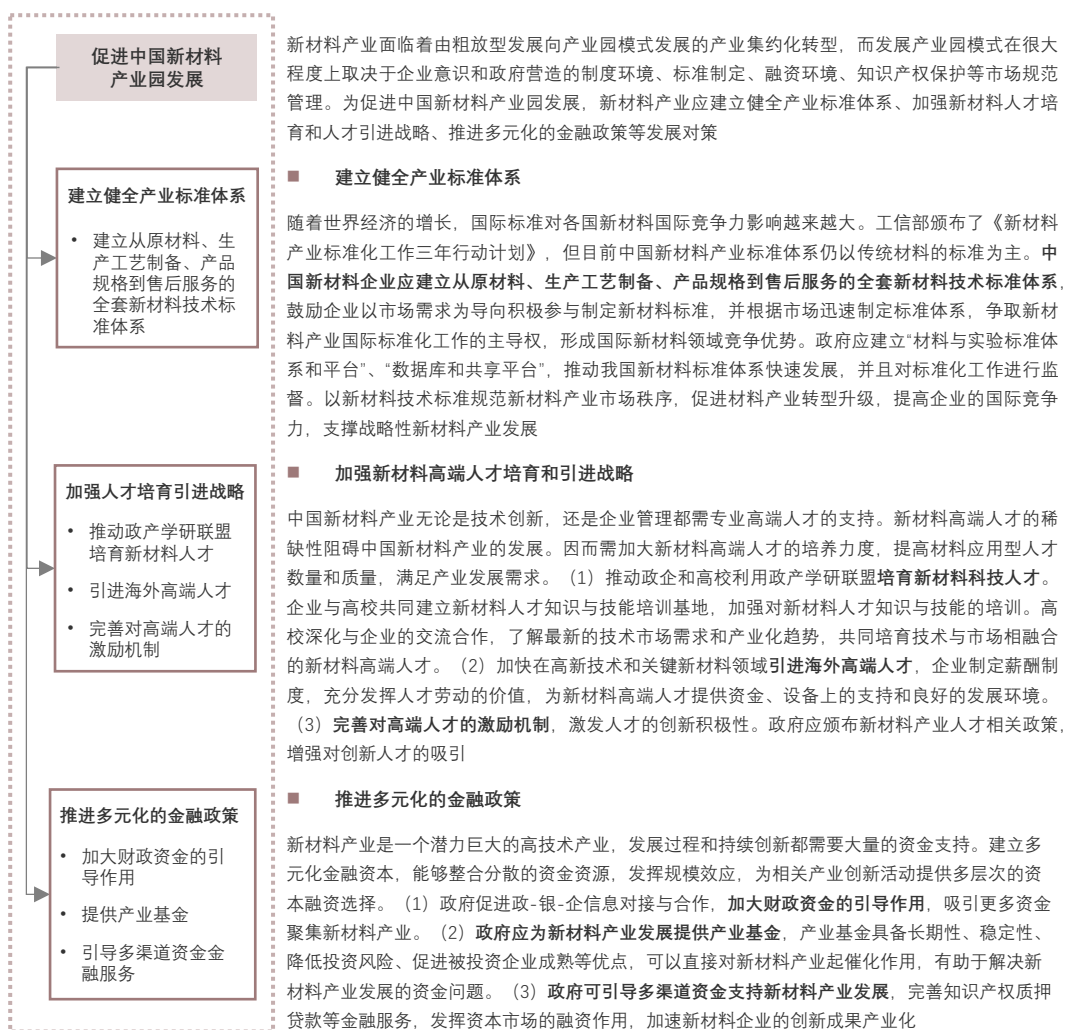 促进中国新材料
产业园发展
建立健全产业标准体系
• 建立从原材料、生
产工艺制备、产品
规格到售后服务的
全套新材料技术标
准体系
加强人才培育引进战略
• 推动政产学研联盟
培育新材料人才
• 引进海外高端人才
• 完善对高端人才的
激励机制
推进多元化的金融政策
• 加大财政资金的引
导作用
• 提供产业基金
• 引导多渠道资金金
融服务
新材料产业面临着由粗放型发展向产业园模式发展的产业集约化转型，而发展产业园模式在很大
程度上取决于企业意识和政府营造的制度环境、标准制定、融资环境、知识产权保护等市场规范
管理。为促进中国新材料产业园发展，新材料产业应建立健全产业标准体系、加强新材料人才培
育和人才引进战略、推进多元化的金融政策等发展对策
■ 建立健全产业标准体系
随着世界经济的增长，国际标准对各国新材料国际竞争力影响越来越大。工信部颁布了《新材料
产业标准化工作三年行动计划》，但目前中国新材料产业标准体系仍以传统材料的标准为主。中
国新材料企业应建立从原材料、生产工艺制备、产品规格到售后服务的全套新材料技术标准体系，
鼓励企业以市场需求为导向积极参与制定新材料标准，并根据市场迅速制定标准体系，争取新材
料产业国际标准化工作的主导权，形成国际新材料领域竞争优势。政府应建立“材料与实验标准体
系和平台”、“数据库和共享平台”，推动我国新材料标准体系快速发展，并且对标准化工作进行监
督。以新材料技术标准规范新材料产业市场秩序，促进材料产业转型升级，提高企业的国际竞争
力，支撑战略性新材料产业发展
■ 加强新材料高端人才培育和引进战略
中国新材料产业无论是技术创新，还是企业管理都需专业高端人才的支持。新材料高端人才的稀
缺性阻碍中国新材料产业的发展。因而需加大新材料高端人才的培养力度，提高材料应用型人才
数量和质量，满足产业发展需求。（1）推动政企和高校利用政产学研联盟培育新材料科技人才。
企业与高校共同建立新材料人才知识与技能培训基地，加强对新材料人才知识与技能的培训。高
校深化与企业的交流合作，了解最新的技术市场需求和产业化趋势，共同培育技术与市场相融合
的新材料高端人才。（2）加快在高新技术和关键新材料领域引进海外高端人才，企业制定薪酬制
度，充分发挥人才劳动的价值，为新材料高端人才提供资金、设备上的支持和良好的发展环境。
（3）完善对高端人才的激励机制，激发人才的创新积极性。政府应颁布新材料产业人才相关政策，
增强对创新人才的吸引
■ 推进多元化的金融政策
新材料产业是一个潜力巨大的高技术产业，发展过程和持续创新都需要大量的资金支持。建立多
元化金融资本，能够整合分散的资金资源，发挥规模效应，为相关产业创新活动提供多层次的资
本融资选择。（1）政府促进政-银-企信息对接与合作，加大财政资金的引导作用，吸引更多资金
聚集新材料产业。（2）政府应为新材料产业发展提供产业基金，产业基金具备长期性、稳定性、
降低投资风险、促进被投资企业成熟等优点，可以直接对新材料产业起催化作用，有助于解决新
材料产业发展的资金问题。（3）政府可引导多渠道资金支持新材料产业发展，完善知识产权质押
贷款等金融服务，发挥资本市场的融资作用，加速新材料企业的创新成果产业化